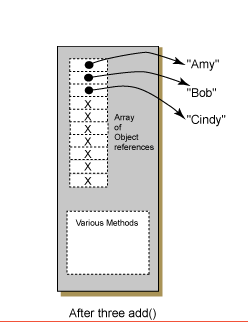 "Amy"
"Bob"
"Cindy"
X
X
X
X
X
X
X
Array
of
Object
references
Various Methods
After three add()